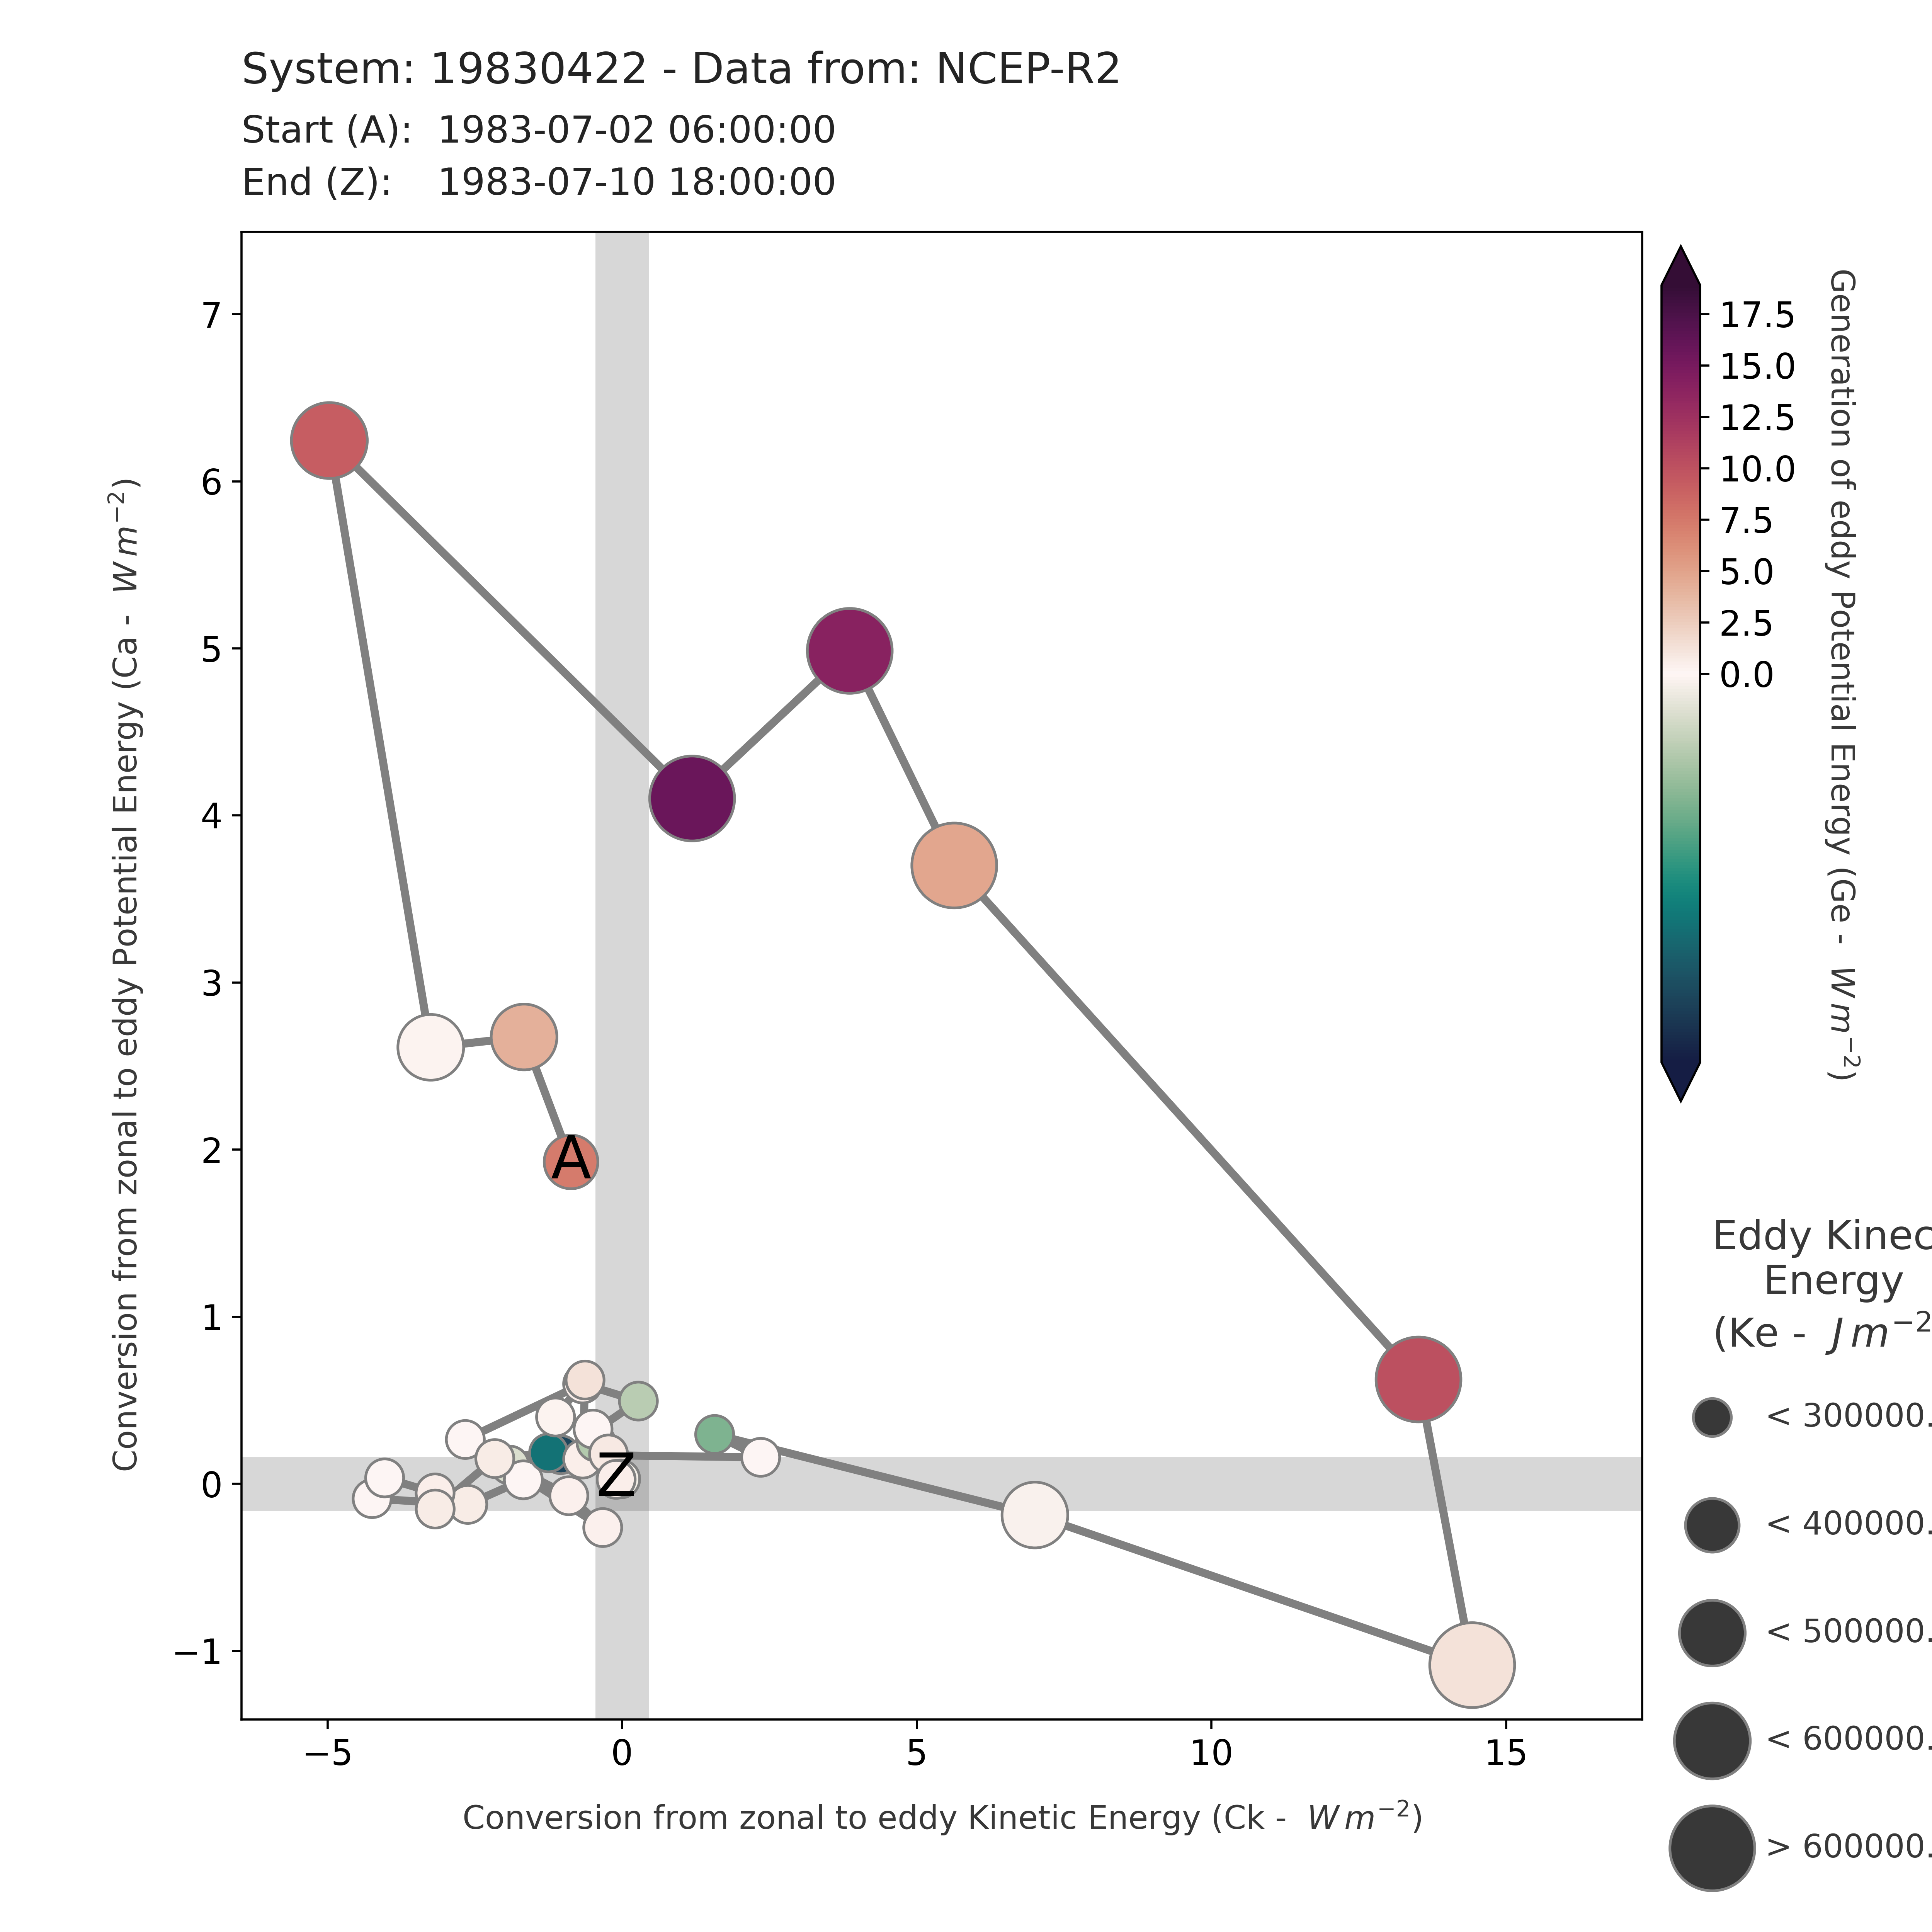 System: 19830422 - Data from: NCEP-R2
Start (A): 1983-07-02 06:00:00
End (Z): 1983-07-10 18:00:00
Conversion from zonal to eddy Potential Energy (Ca - W m⁻²)
7
6
5
4
3
2
1
0
−1
A
Z
−5
0
5
10
15
Conversion from zonal to eddy Kinetic Energy (Ck - W m⁻²)
17.5
15.0
12.5
10.0
7.5
5.0
2.5
0.0
Generation of eddy Potential Energy (Ge - W m⁻²)
Eddy Kinec
Energy
(Ke - J m⁻²
< 300000.
< 400000.
< 500000.
< 600000.
> 600000.